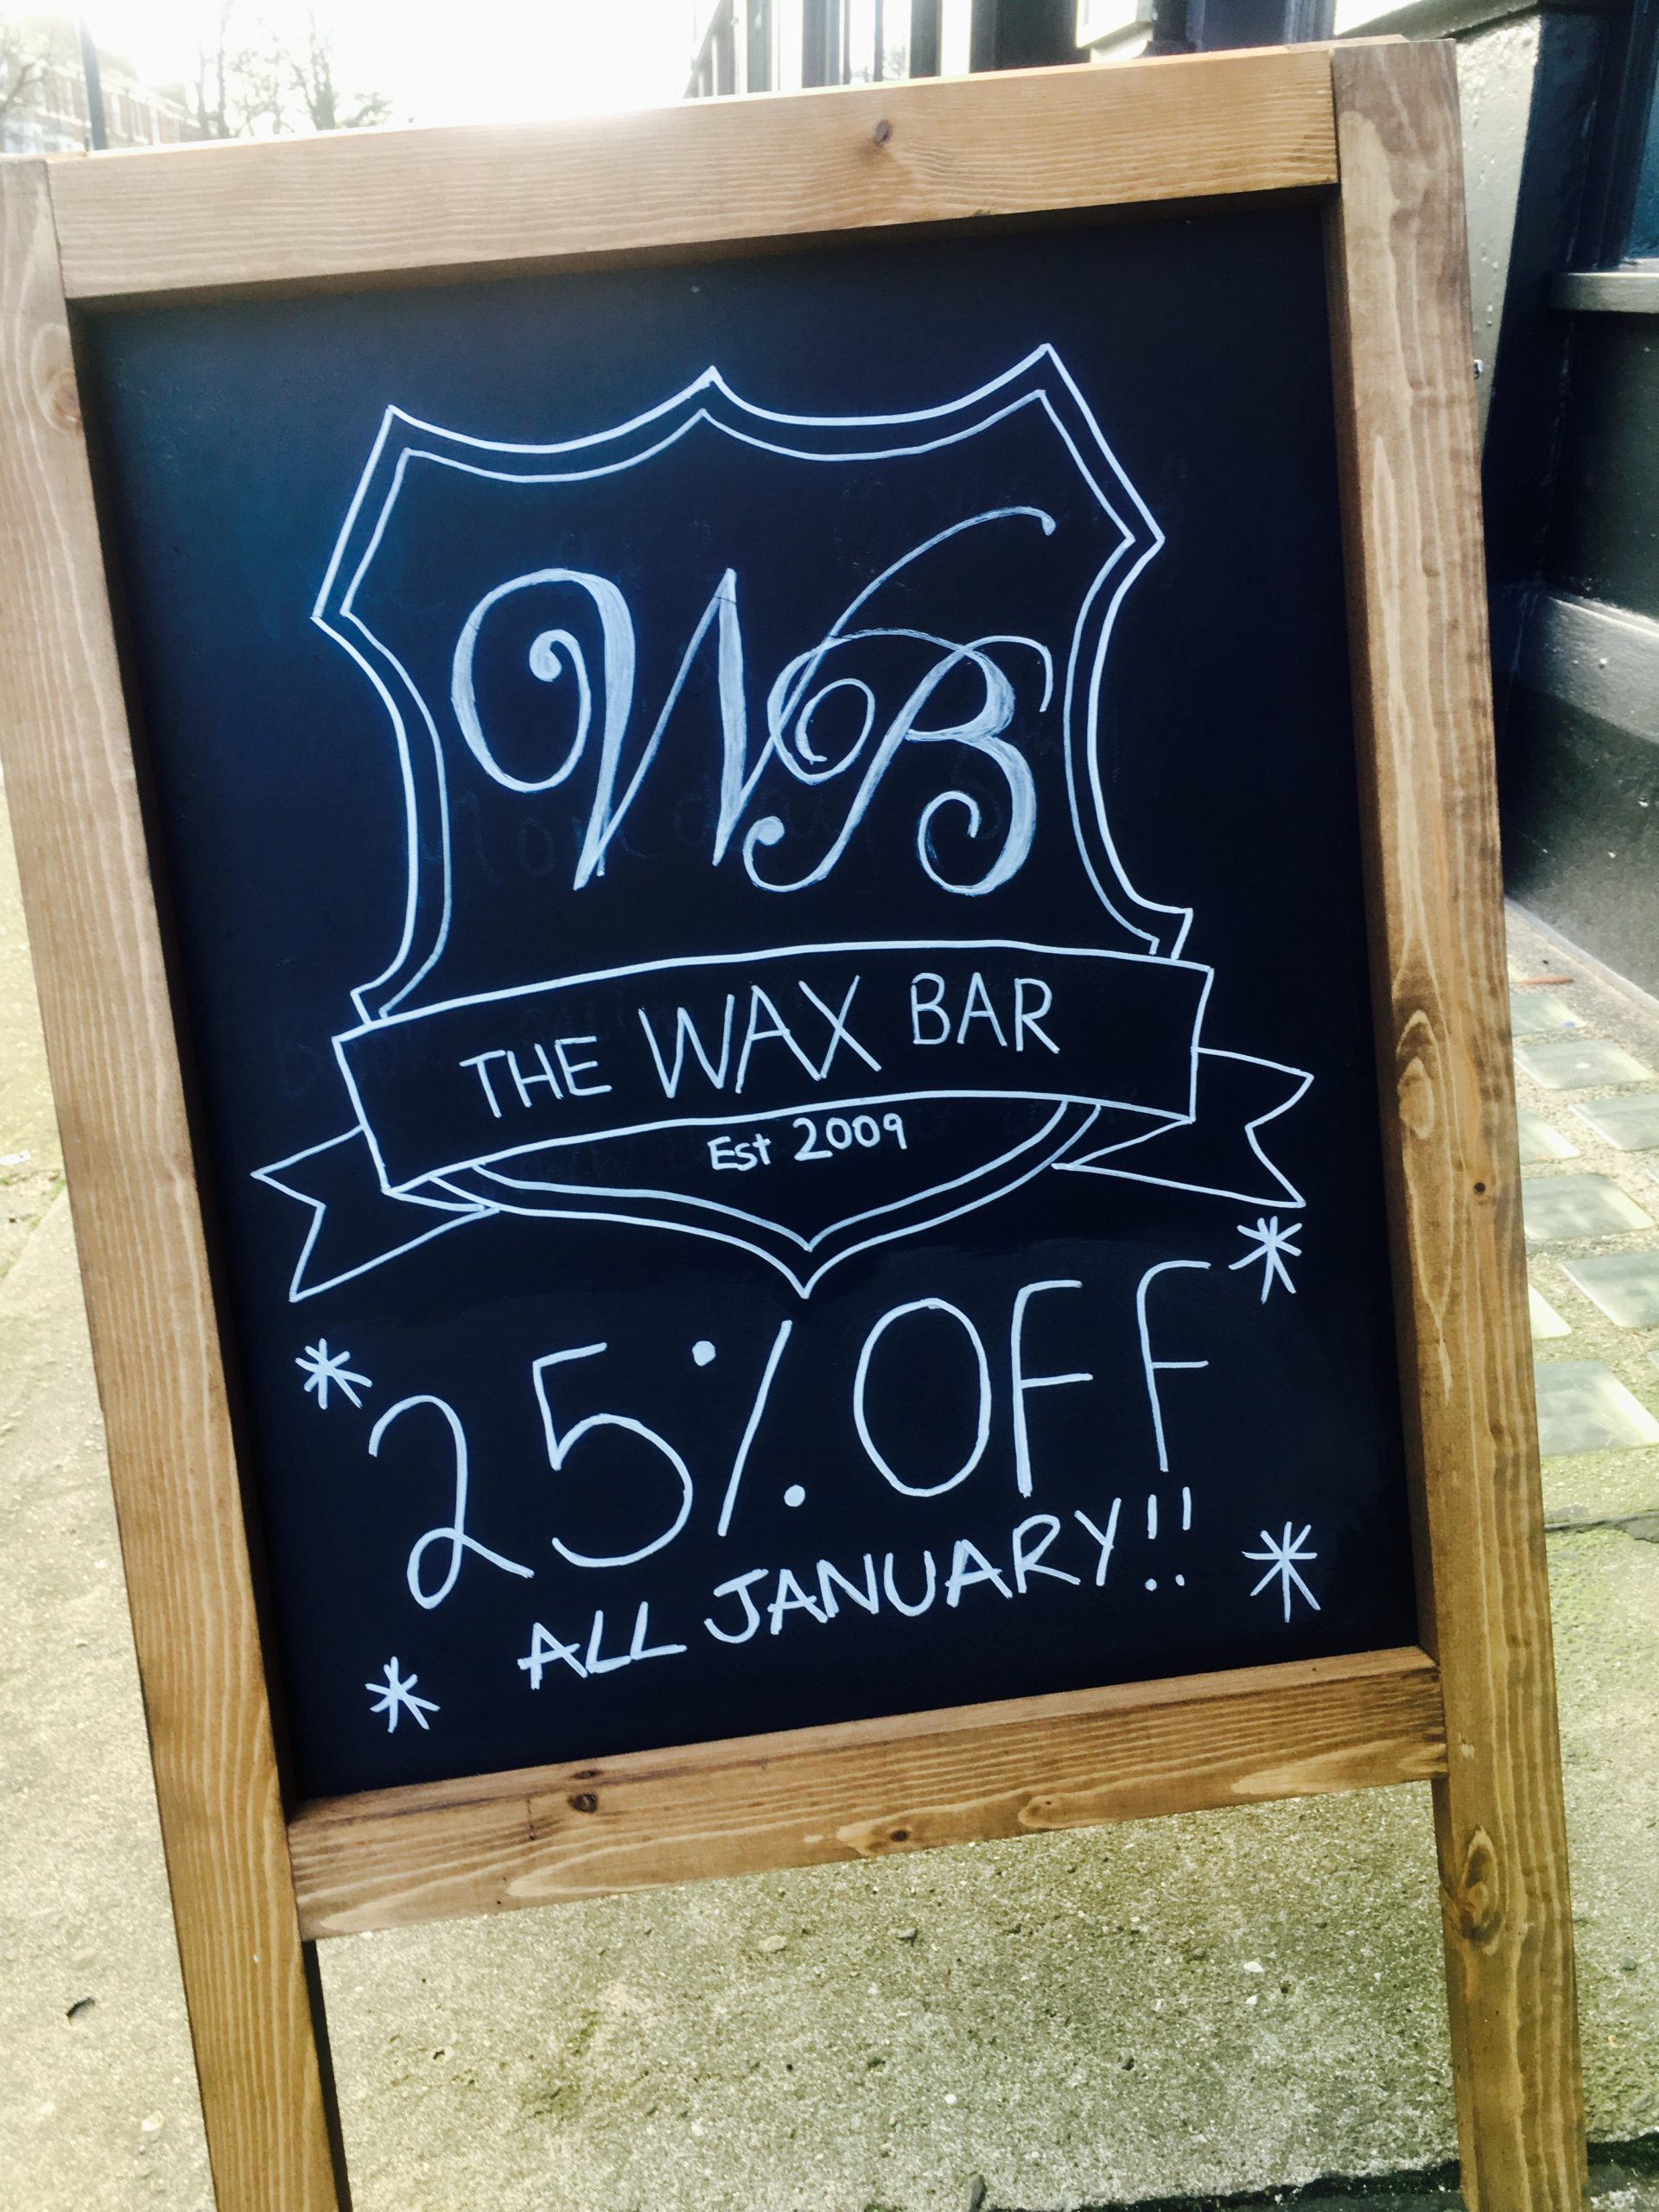 WB
THE WAX BAR
Est 2009
25% OFF
ALL JANUARY!!